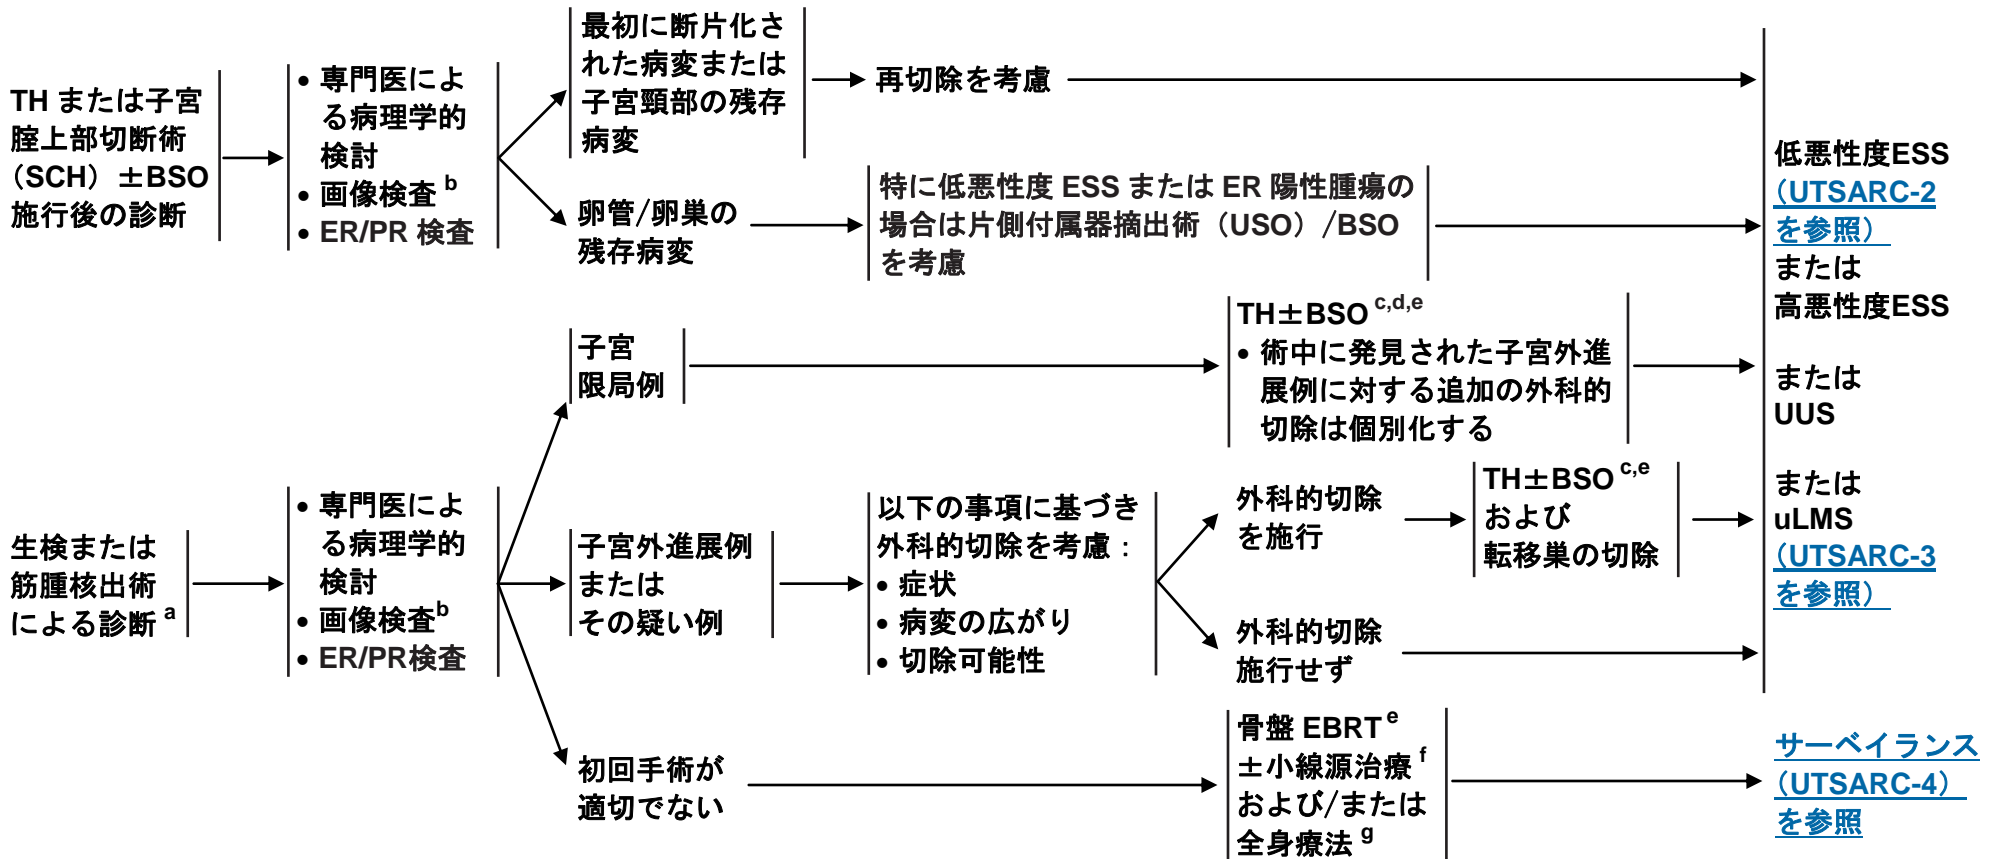 TH または子宮
腟上部切断術
（SCH）±BSO
施行後の診断
• 専門医によ
る病理学的
検討
• 画像検査 b
• ER/PR 検査
最初に断片化さ
れた病変または
子宮頸部の残存
病変
再切除を考慮
卵管/卵巣の
残存病変
特に低悪性度 ESS または ER 陽性腫瘍の
場合は片側付属器摘出術（USO）/BSO
を考慮
生検または
筋腫核出術
による診断 a
• 専門医によ
る病理学的
検討
• 画像検査b
• ER/PR検査
子宮
限局例
TH±BSO c,d,e
• 術中に発見された子宮外進
展例に対する追加の外科的
切除は個別化する
子宮外進展例
または
その疑い例
以下の事項に基づき
外科的切除を考慮：
• 症状
• 病変の広がり
• 切除可能性
外科的切除
を施行
TH±BSO c,e
および
転移巣の切除
外科的切除
施行せず
初回手術が
適切でない
骨盤 EBRT e
±小線源治療 f
および/または
全身療法 g
低悪性度ESS
（UTSARC-2
を参照）
または
高悪性度ESS
または
UUS
または
uLMS
（UTSARC-3
を参照）
サーベイランス
（UTSARC-4）
を参照